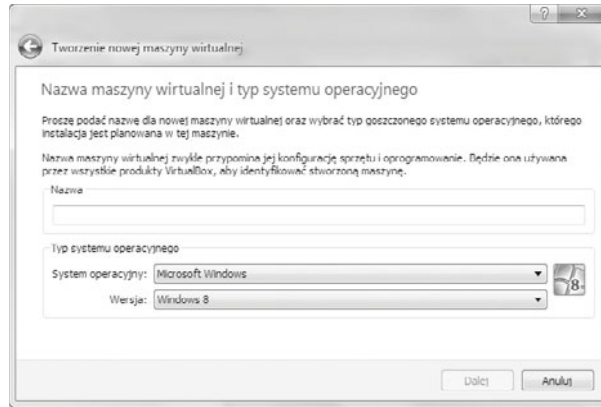 ?
Tworzenie nowej maszyny wirtualnej
Nazwa maszyny wirtualnej i typ systemu operacyjnego
Proszę podać nazwę dla nowej maszyny wirtualnej oraz wybrać typ goszczonego systemu operacyjnego, którego
instalacja jest planowana w tej maszynie.
Nazwa maszyny wirtualnej zwykle przypomina jej konfigurację sprzętu i oprogramowanie. Będzie ona używana
przez wszystkie produkty VirtualBox, aby identyfikować stworzoną maszynę.
Nazwa
Typ systemu operacyjnego
System operacyjny: Microsoft Windows
8
Wersja: Windows 8
Dalej Anuluj